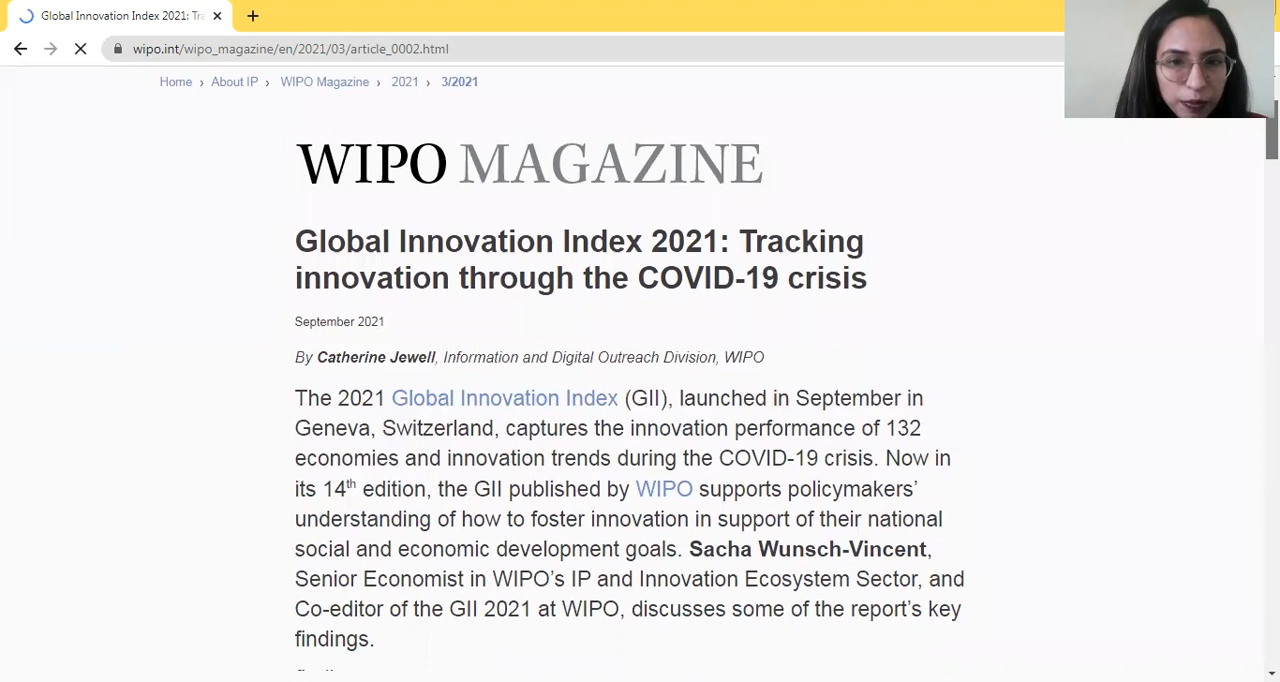 Global Innovation Index 2021: Tra
wipo.int/wipo_magazine/en/2021/03/article_0002.html
Home › About IP › WIPO Magazine › 2021 › 3/2021
WIPO MAGAZINE
Global Innovation Index 2021: Tracking
innovation through the COVID-19 crisis
September 2021
By Catherine Jewell, Information and Digital Outreach Division, WIPO
The 2021 Global Innovation Index (GII), launched in September in
Geneva, Switzerland, captures the innovation performance of 132
economies and innovation trends during the COVID-19 crisis. Now in
its 14th edition, the GII published by WIPO supports policymakers’
understanding of how to foster innovation in support of their national
social and economic development goals. Sacha Wunsch-Vincent,
Senior Economist in WIPO’s IP and Innovation Ecosystem Sector, and
Co-editor of the GII 2021 at WIPO, discusses some of the report’s key
findings.